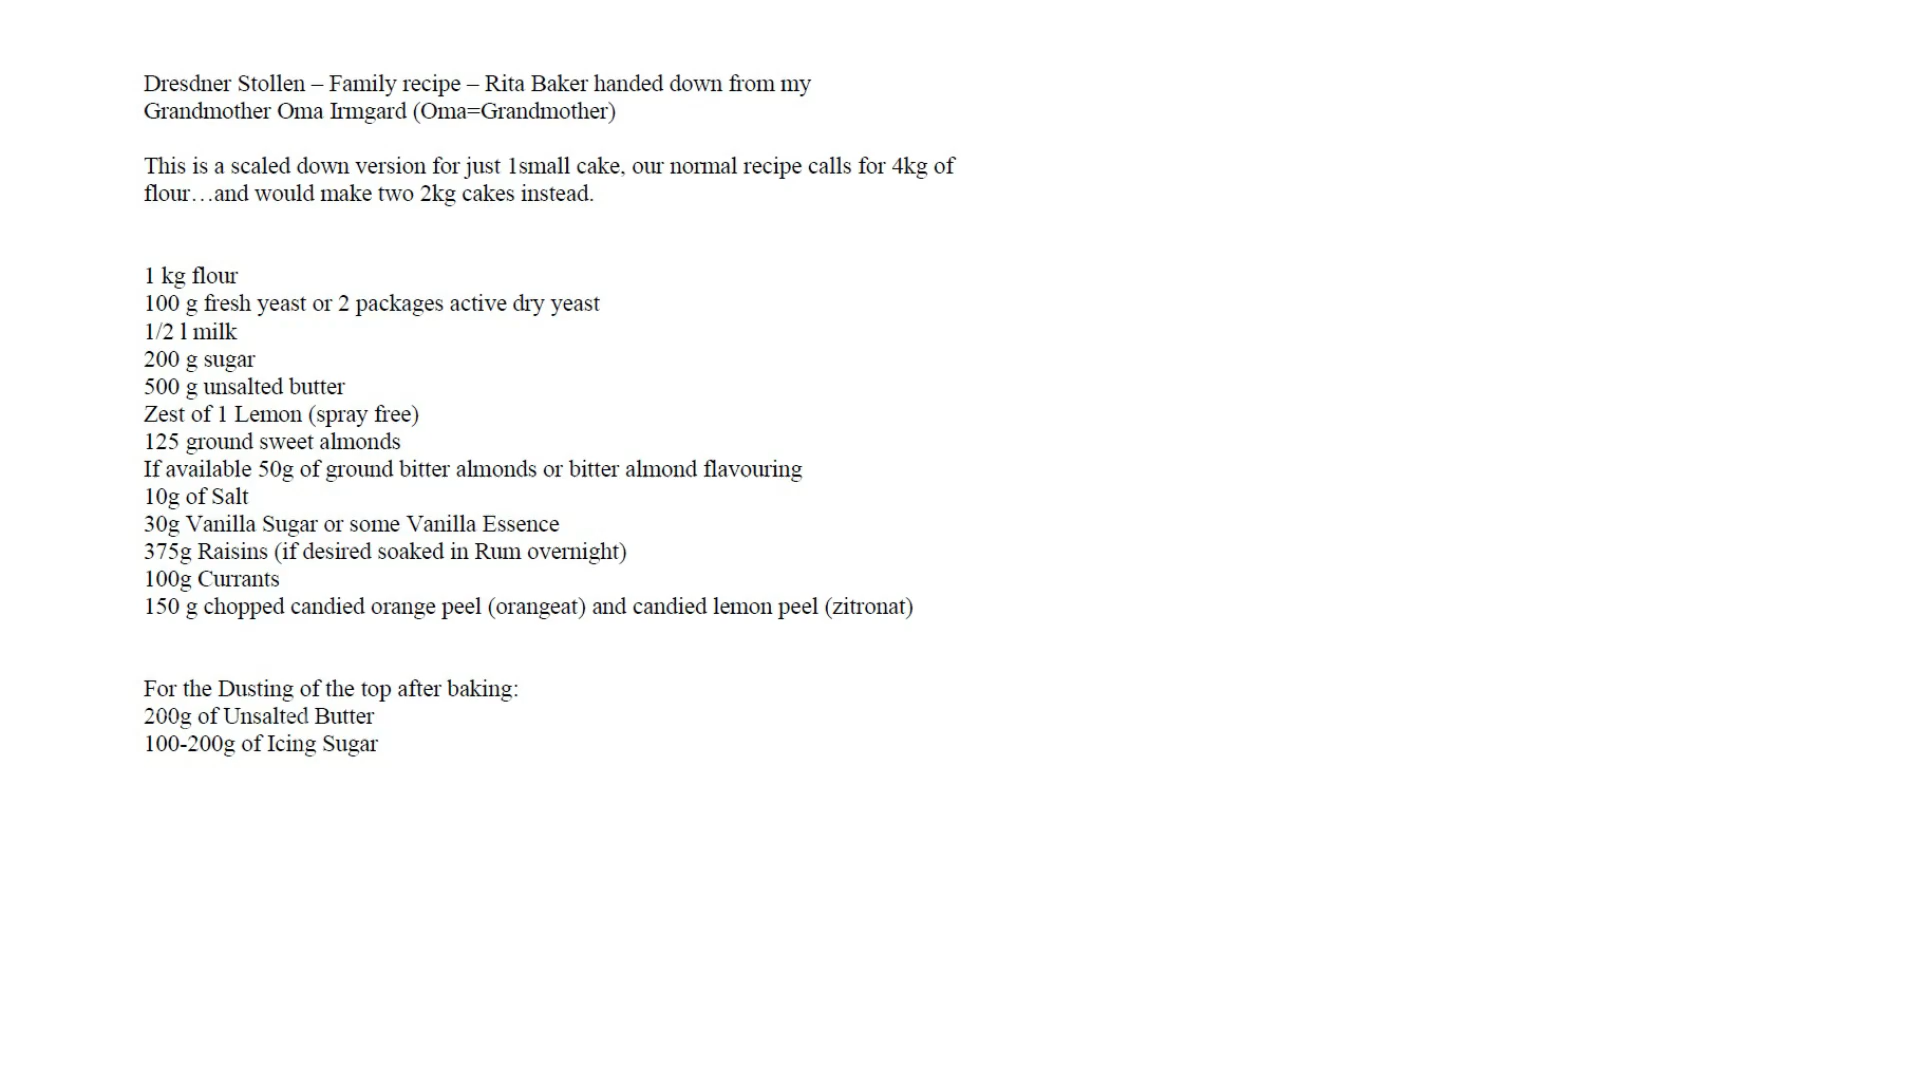 Dresdner Stollen – Family recipe – Rita Baker handed down from my
Grandmother Oma Irmgard (Oma=Grandmother)
This is a scaled down version for just 1small cake, our normal recipe calls for 4kg of
flour…and would make two 2kg cakes instead.
1 kg flour
100 g fresh yeast or 2 packages active dry yeast
1/2 l milk
200 g sugar
500 g unsalted butter
Zest of 1 Lemon (spray free)
125 ground sweet almonds
If available 50g of ground bitter almonds or bitter almond flavouring
10g of Salt
30g Vanilla Sugar or some Vanilla Essence
375g Raisins (if desired soaked in Rum overnight)
100g Currants
150 g chopped candied orange peel (orangeat) and candied lemon peel (zitronat)
For the Dusting of the top after baking:
200g of Unsalted Butter
100-200g of Icing Sugar